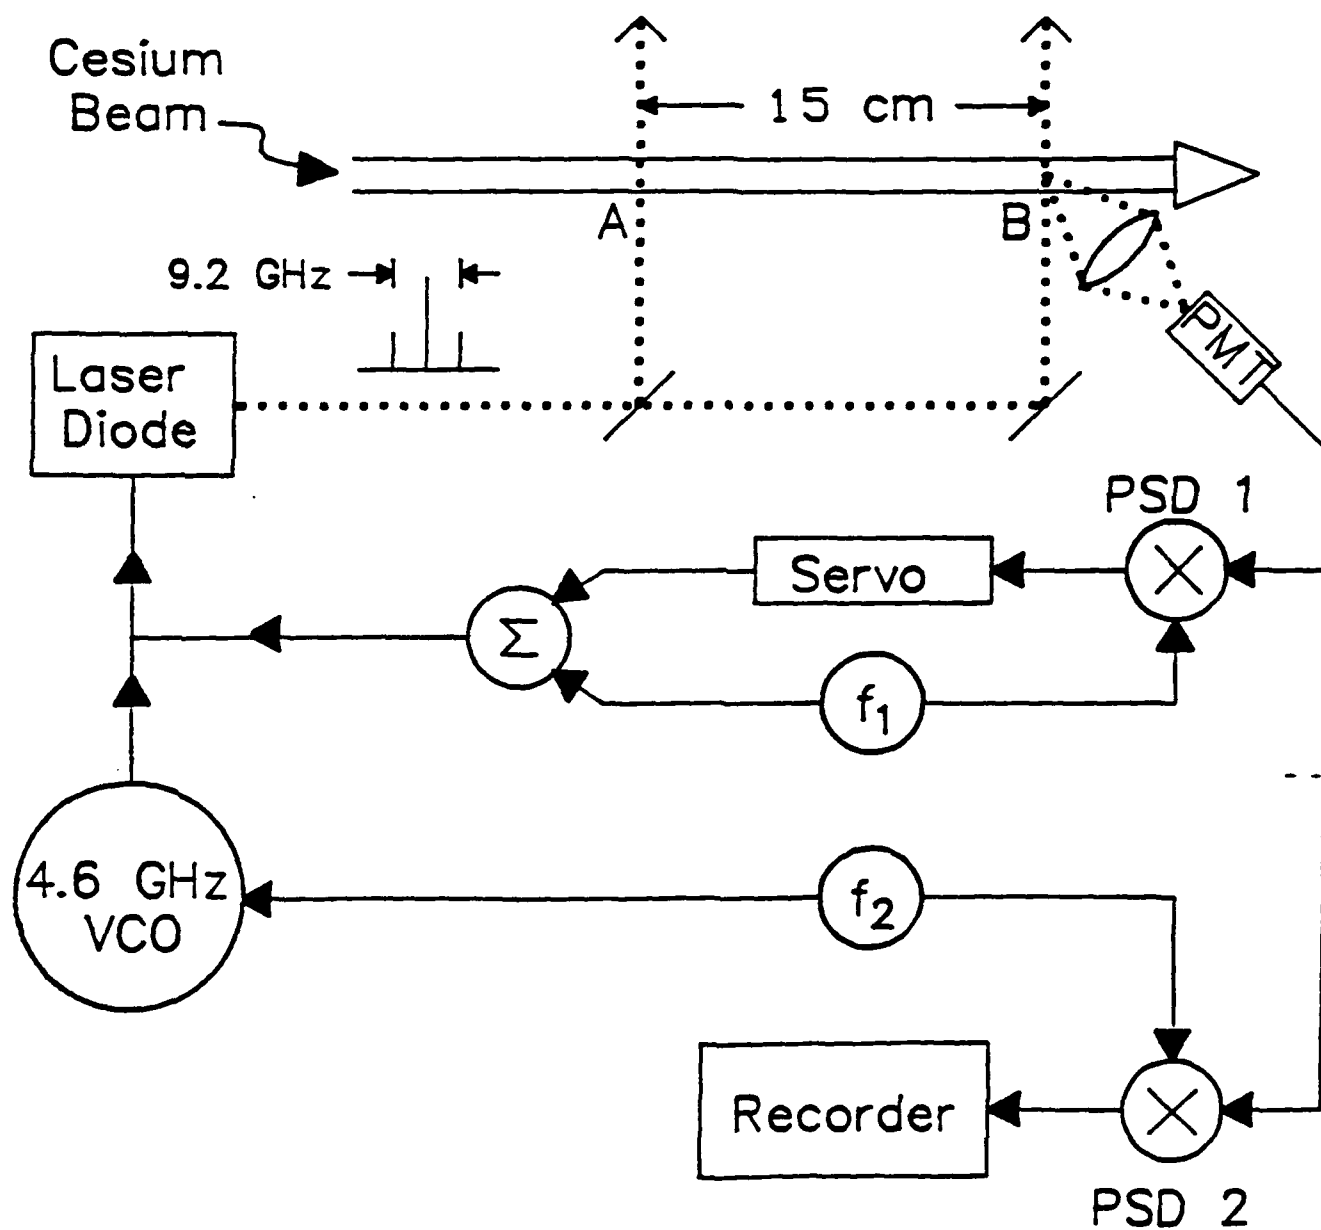 Cesium
Beam
15 cm
A
B
9.2 GHz
PMT
Laser
Diode
PSD 1
Servo
Σ
f1
4.6 GHz
VCO
f2
Recorder
PSD 2